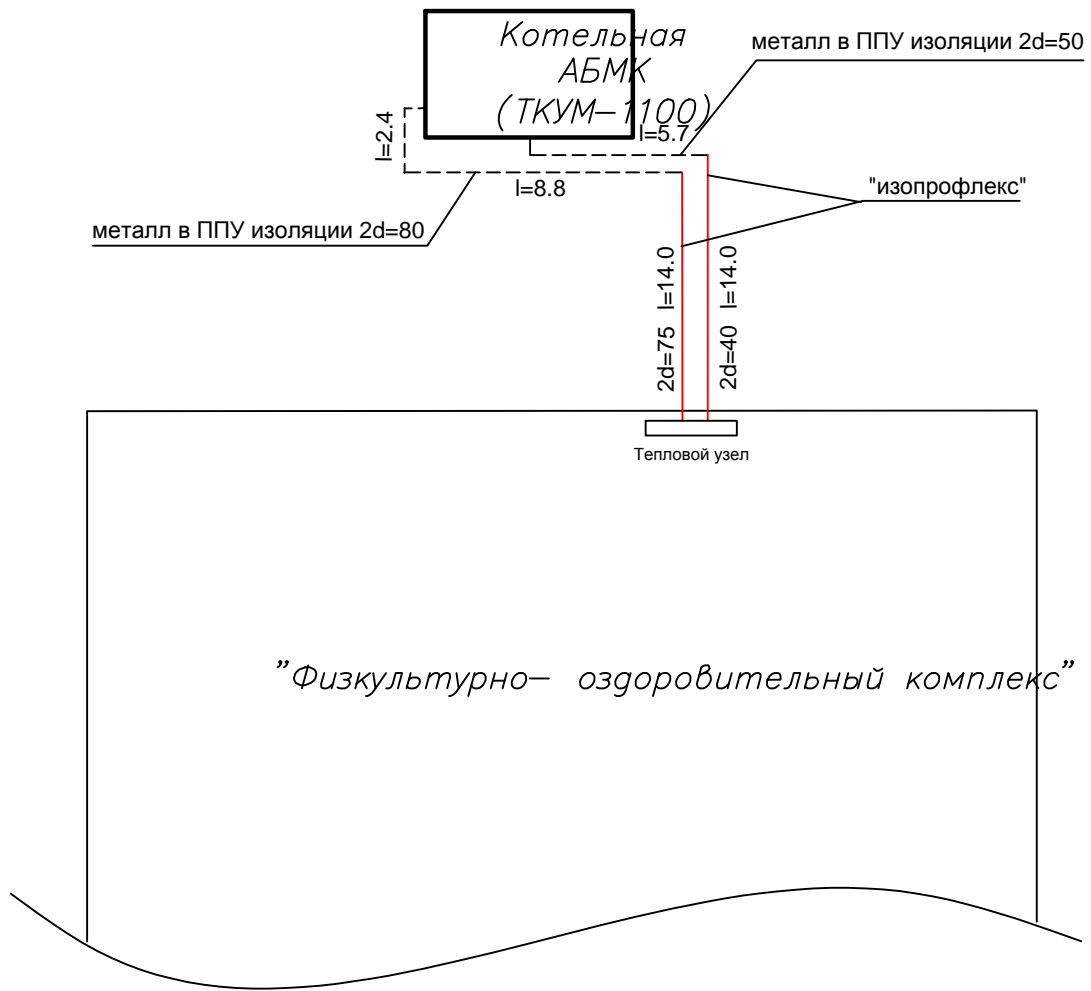 Котельная
АБМК
(ТКУМ-1100)
металл в ППУ изоляции 2d=50
l=2.4
l=5.7
l=8.8
"изопрофлекс"
металл в ППУ изоляции 2d=80
2d=75 l=14.0
2d=40 l=14.0
Тепловой узел
"Физкультурно- оздоровительный комплекс"